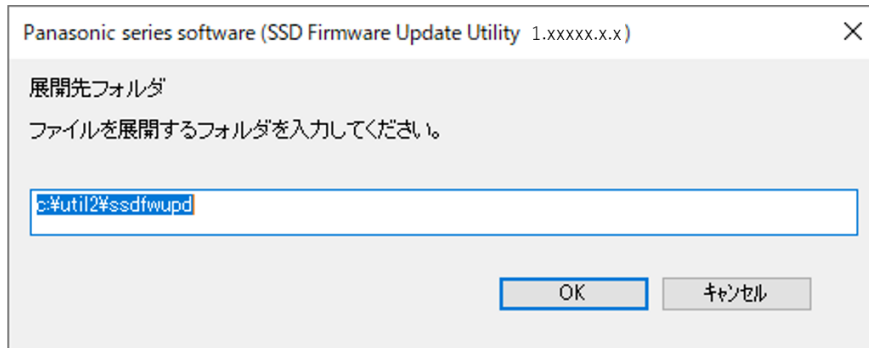 Panasonic series software (SSD Firmware Update Utility 1.xxxxx.x.x)
展開先フォルダ
ファイルを展開するフォルダを入力してください。
c:¥util2¥ssdfwupd
OK キャンセル